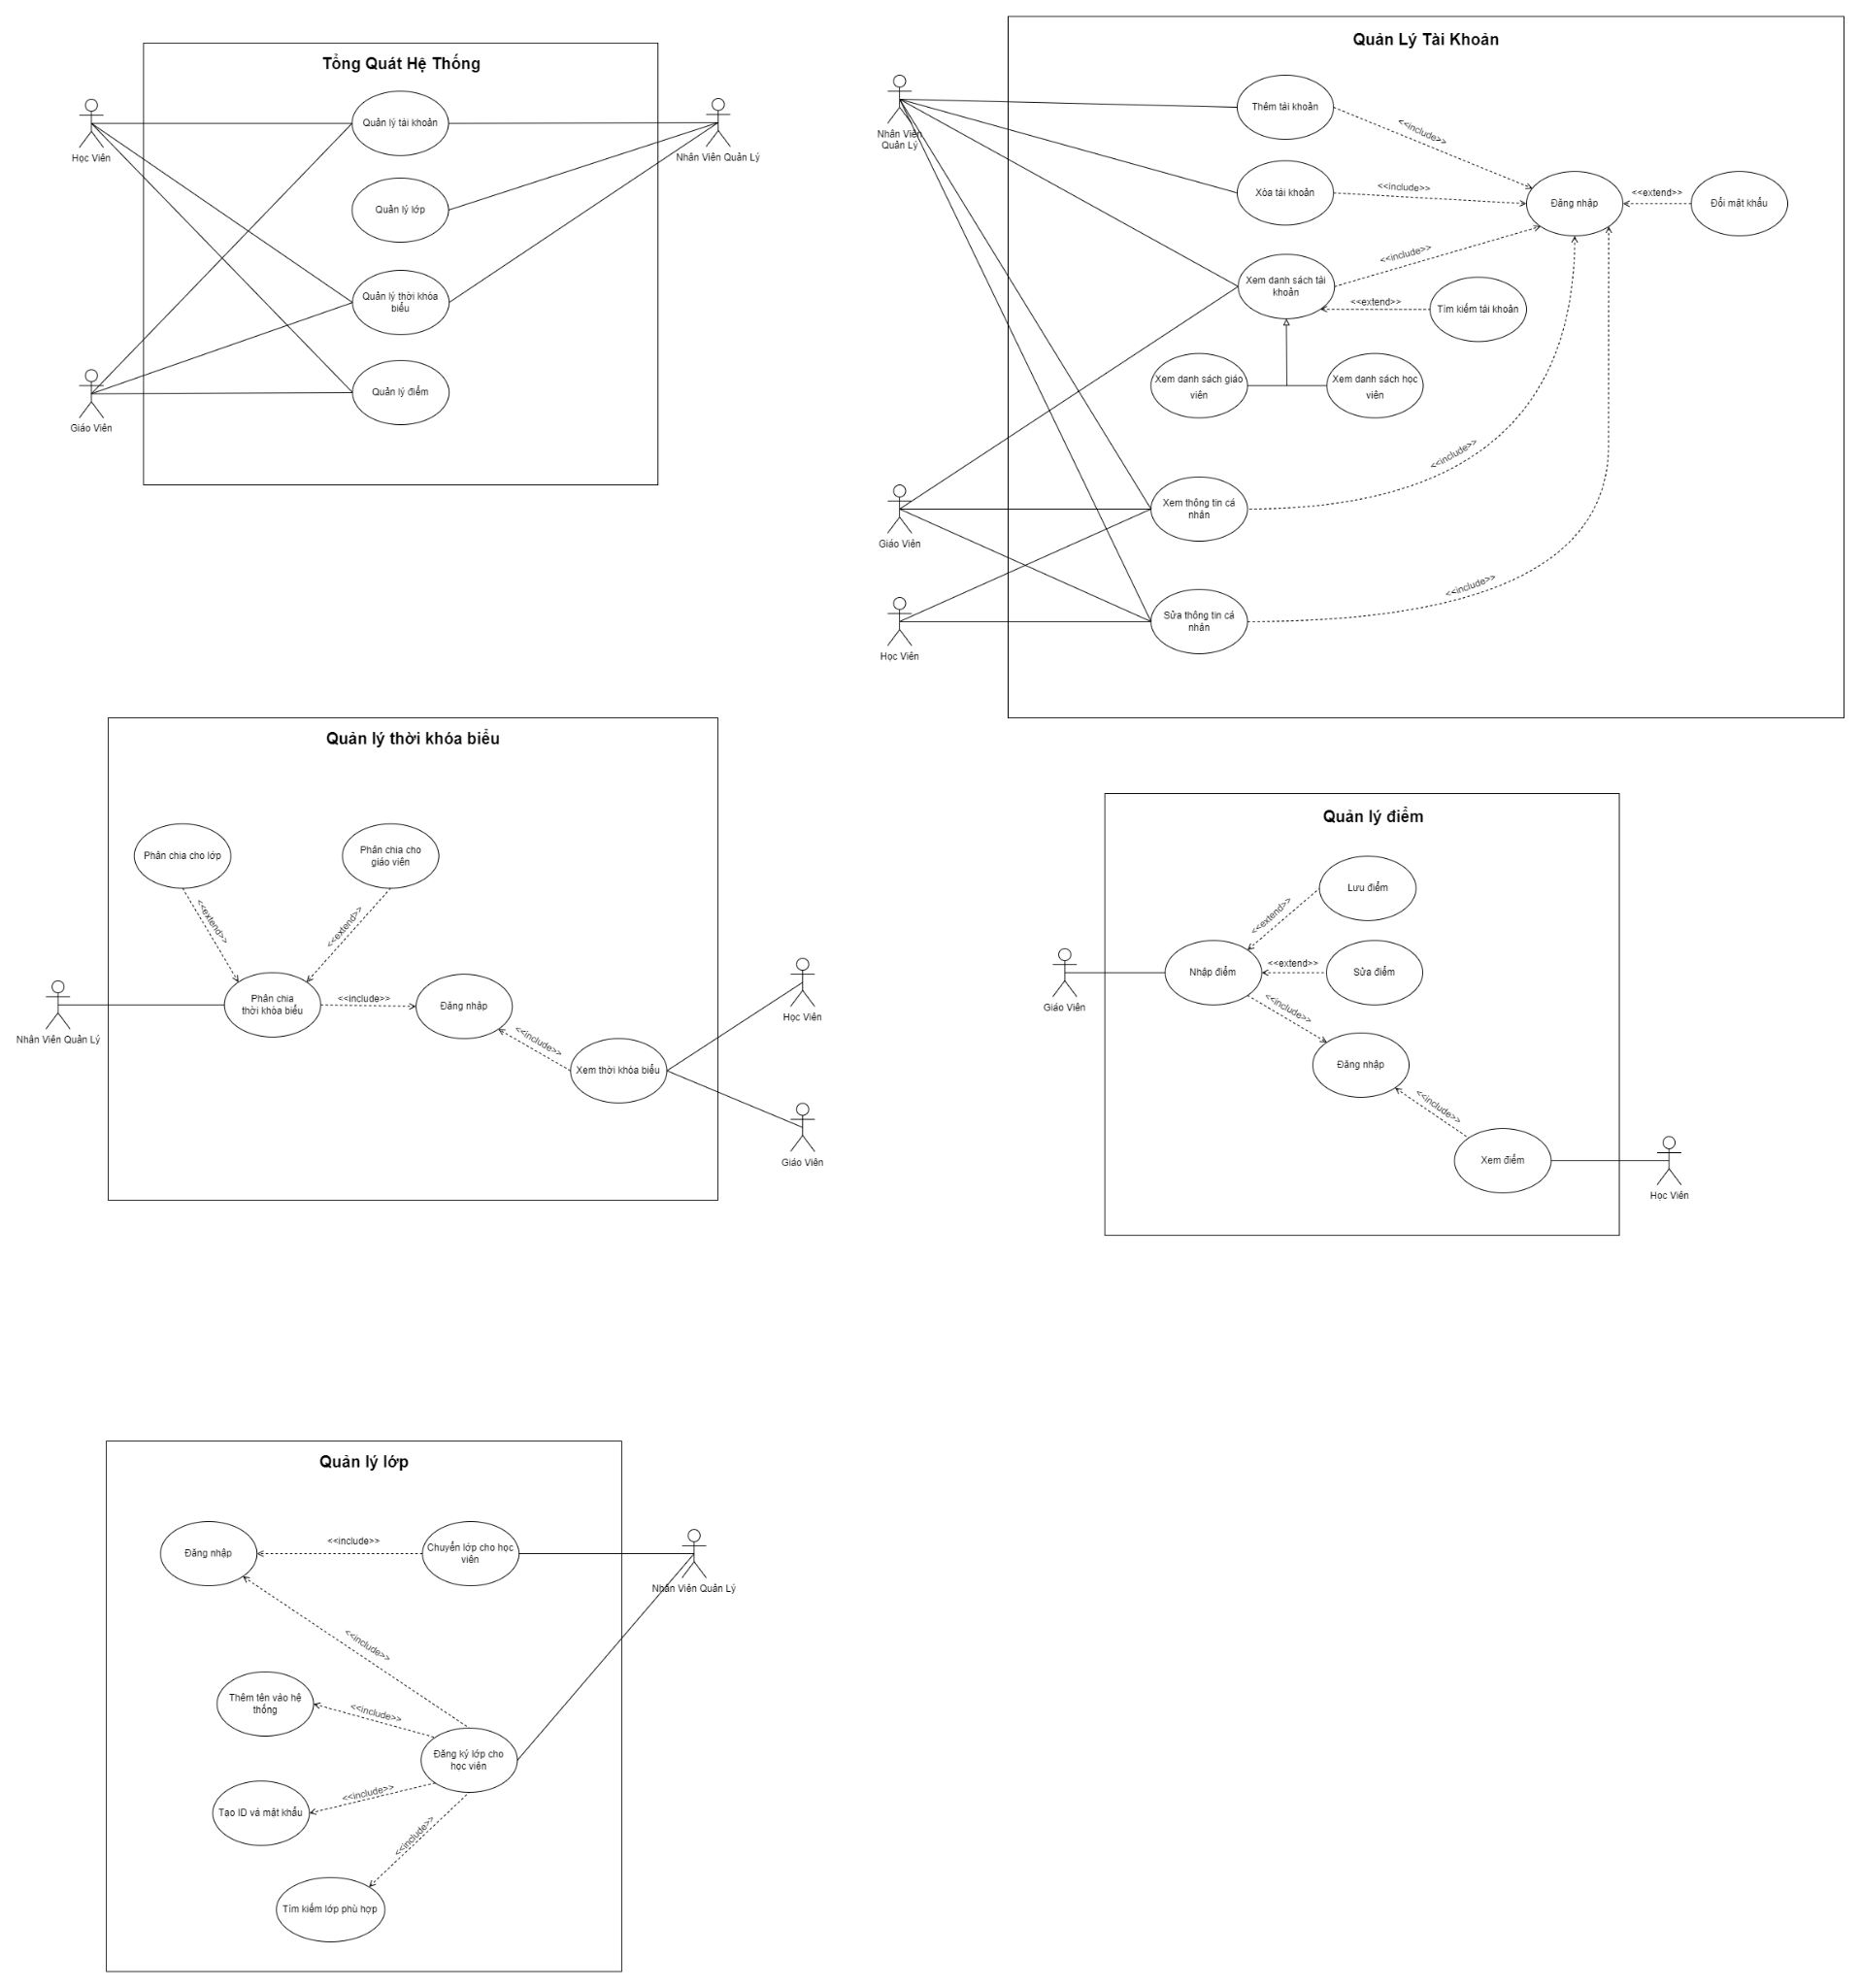 Tổng Quát Hệ Thống
Học Viên
Giáo Viên
Nhân Viên Quản Lý
Quản lý tài khoản
Quản lý lớp
Quản lý thời khóa
biểu
Quản lý điểm
Quản Lý Tài Khoản
Nhân Viên
Quản Lý
Giáo Viên
Học Viên
Thêm tài khoản
<<include>>
Xóa tài khoản
<<include>>
Đăng nhập
<<extend>>
Đổi mật khẩu
Xem danh sách tài
khoản
<<include>>
<<extend>>
Tìm kiếm tài khoản
Xem danh sách giáo
viên
Xem danh sách học
viên
Xem thông tin cá
nhân
<<include>>
Sửa thông tin cá
nhân
<<include>>
Quản lý thời khóa biểu
Phân chia cho lớp
Phân chia cho
giáo viên
<<extend>>
<<extend>>
Nhân Viên Quản Lý
Phân chia
thời khóa biểu
<<include>>
Đăng nhập
<<include>>
Xem thời khóa biểu
Học Viên
Giáo Viên
Quản lý điểm
Lưu điểm
<<extend>>
Giáo Viên
Nhập điểm
<<extend>>
Sửa điểm
<<include>>
Đăng nhập
<<include>>
Xem điểm
Học Viên
Quản lý lớp
Đăng nhập
<<include>>
Chuyển lớp cho học
viên
Nhân Viên Quản Lý
<<include>>
Thêm tên vào hệ
thống
<<include>>
Đăng ký lớp cho
học viên
Tạo ID và mật khẩu
<<include>>
<<include>>
Tìm kiếm lớp phù hợp